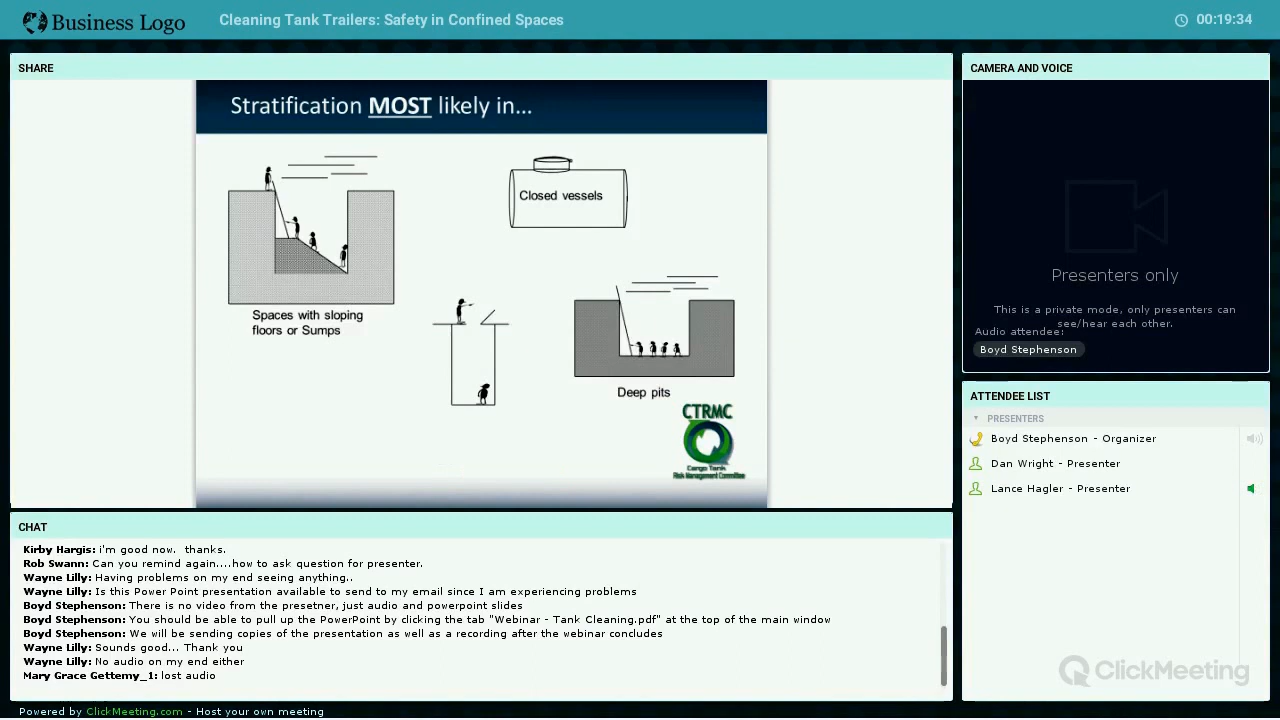 Business Logo
Cleaning Tank Trailers: Safety in Confined Spaces
00:19:34
SHARE
Stratification MOST likely in...
Closed vessels
Spaces with sloping
floors or Sumps
Deep pits
CTRMC
Cargo Tank
Risk Management Committee
CAMERA AND VOICE
Presenters only
This is a private mode, only presenters can
see/hear each other.
Audio attendee:
Boyd Stephenson
ATTENDEE LIST
PRESENTERS
Boyd Stephenson - Organizer
Dan Wright - Presenter
Lance Hagler - Presenter
CHAT
Kirby Hargis: i'm good now. thanks.
Rob Swann: Can you remind again....how to ask question for presenter.
Wayne Lilly: Having problems on my end seeing anything..
Wayne Lilly: Is this Power Point presentation available to send to my email since I am experiencing problems
Boyd Stephenson: There is no video from the presetner, just audio and powerpoint slides
Boyd Stephenson: You should be able to pull up the PowerPoint by clicking the tab "Webinar - Tank Cleaning.pdf" at the top of the main window
Boyd Stephenson: We will be sending copies of the presentation as well as a recording after the webinar concludes
Wayne Lilly: Sounds good... Thank you
Wayne Lilly: No audio on my end either
Mary Grace Gettemy_1: lost audio
ClickMeeting
Powered by ClickMeeting.com - Host your own meeting